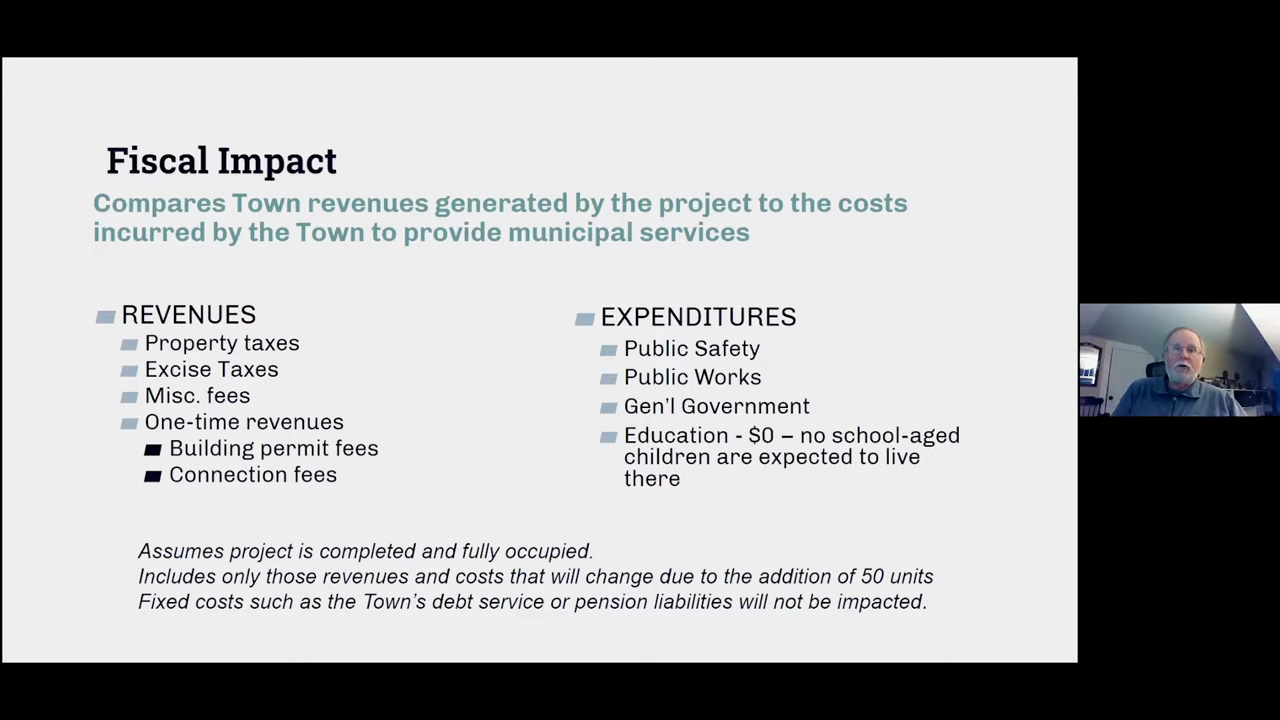 Fiscal Impact
Compares Town revenues generated by the project to the costs
incurred by the Town to provide municipal services
REVENUES
Property taxes
Excise Taxes
Misc. fees
One-time revenues
Building permit fees
Connection fees
EXPENDITURES
Public Safety
Public Works
Gen’l Government
Education - $0 – no school-aged
children are expected to live
there
Assumes project is completed and fully occupied.
Includes only those revenues and costs that will change due to the addition of 50 units
Fixed costs such as the Town’s debt service or pension liabilities will not be impacted.